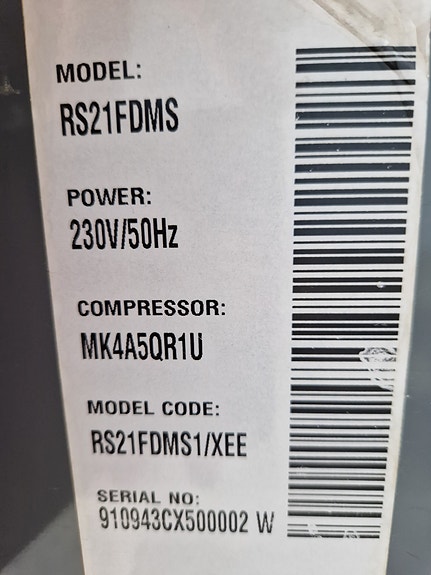 MODEL:
RS21FDMS
POWER:
230V/50Hz
COMPRESSOR:
MK4A5QR1U
MODEL CODE:
RS21FDMS1/XEE
SERIAL NO:
910943CX500002 W